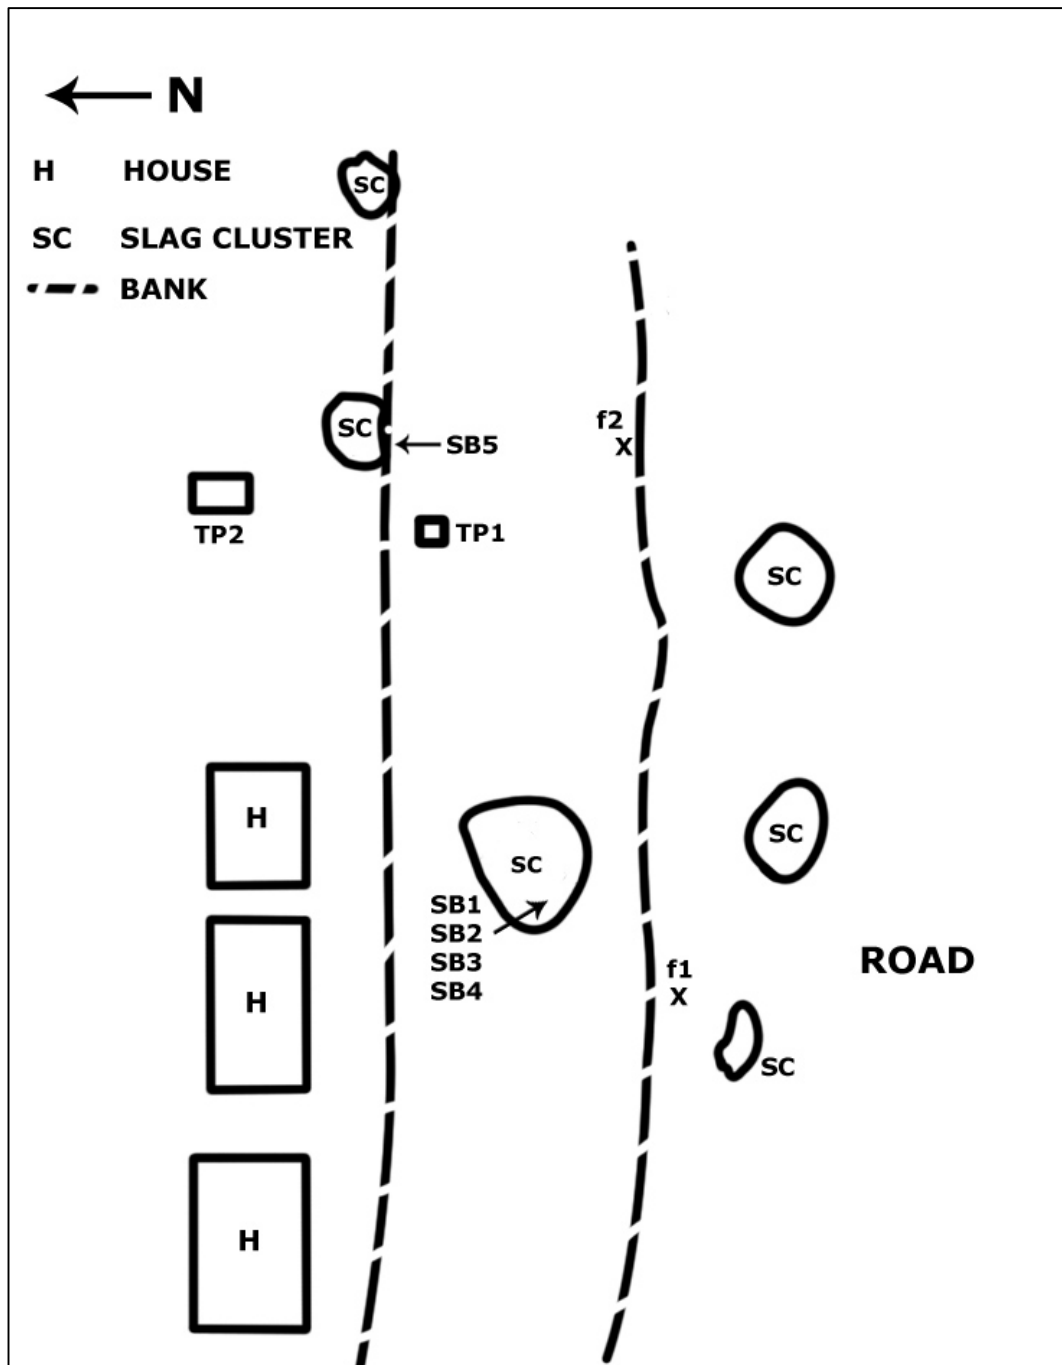 N
H HOUSE
SC SLAG CLUSTER
BANK
SC
SC
SB5
f2
X
TP2
TP1
SC
H
SC
SC
SB1
SB2
SB3
SB4
f1
X
ROAD
H
SC
H